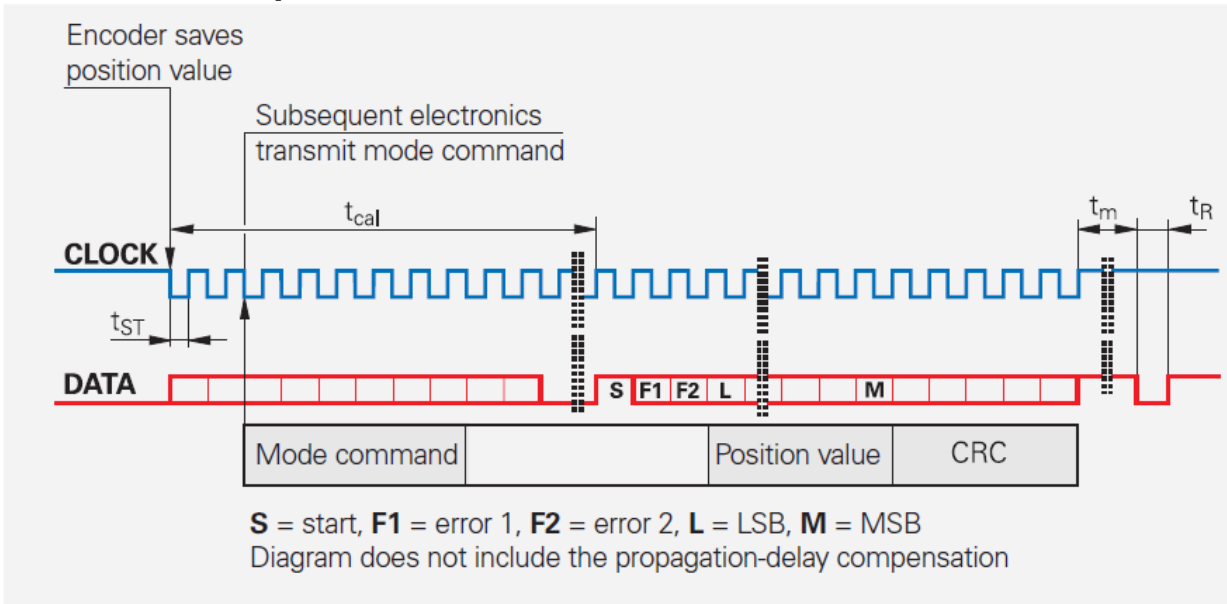 Encoder saves
position value
Subsequent electronics
transmit mode command
tcal
tm
tR
CLOCK
tST
DATA
S F1 F2 L M
Mode command Position value CRC
S = start, F1 = error 1, F2 = error 2, L = LSB, M = MSB
Diagram does not include the propagation-delay compensation